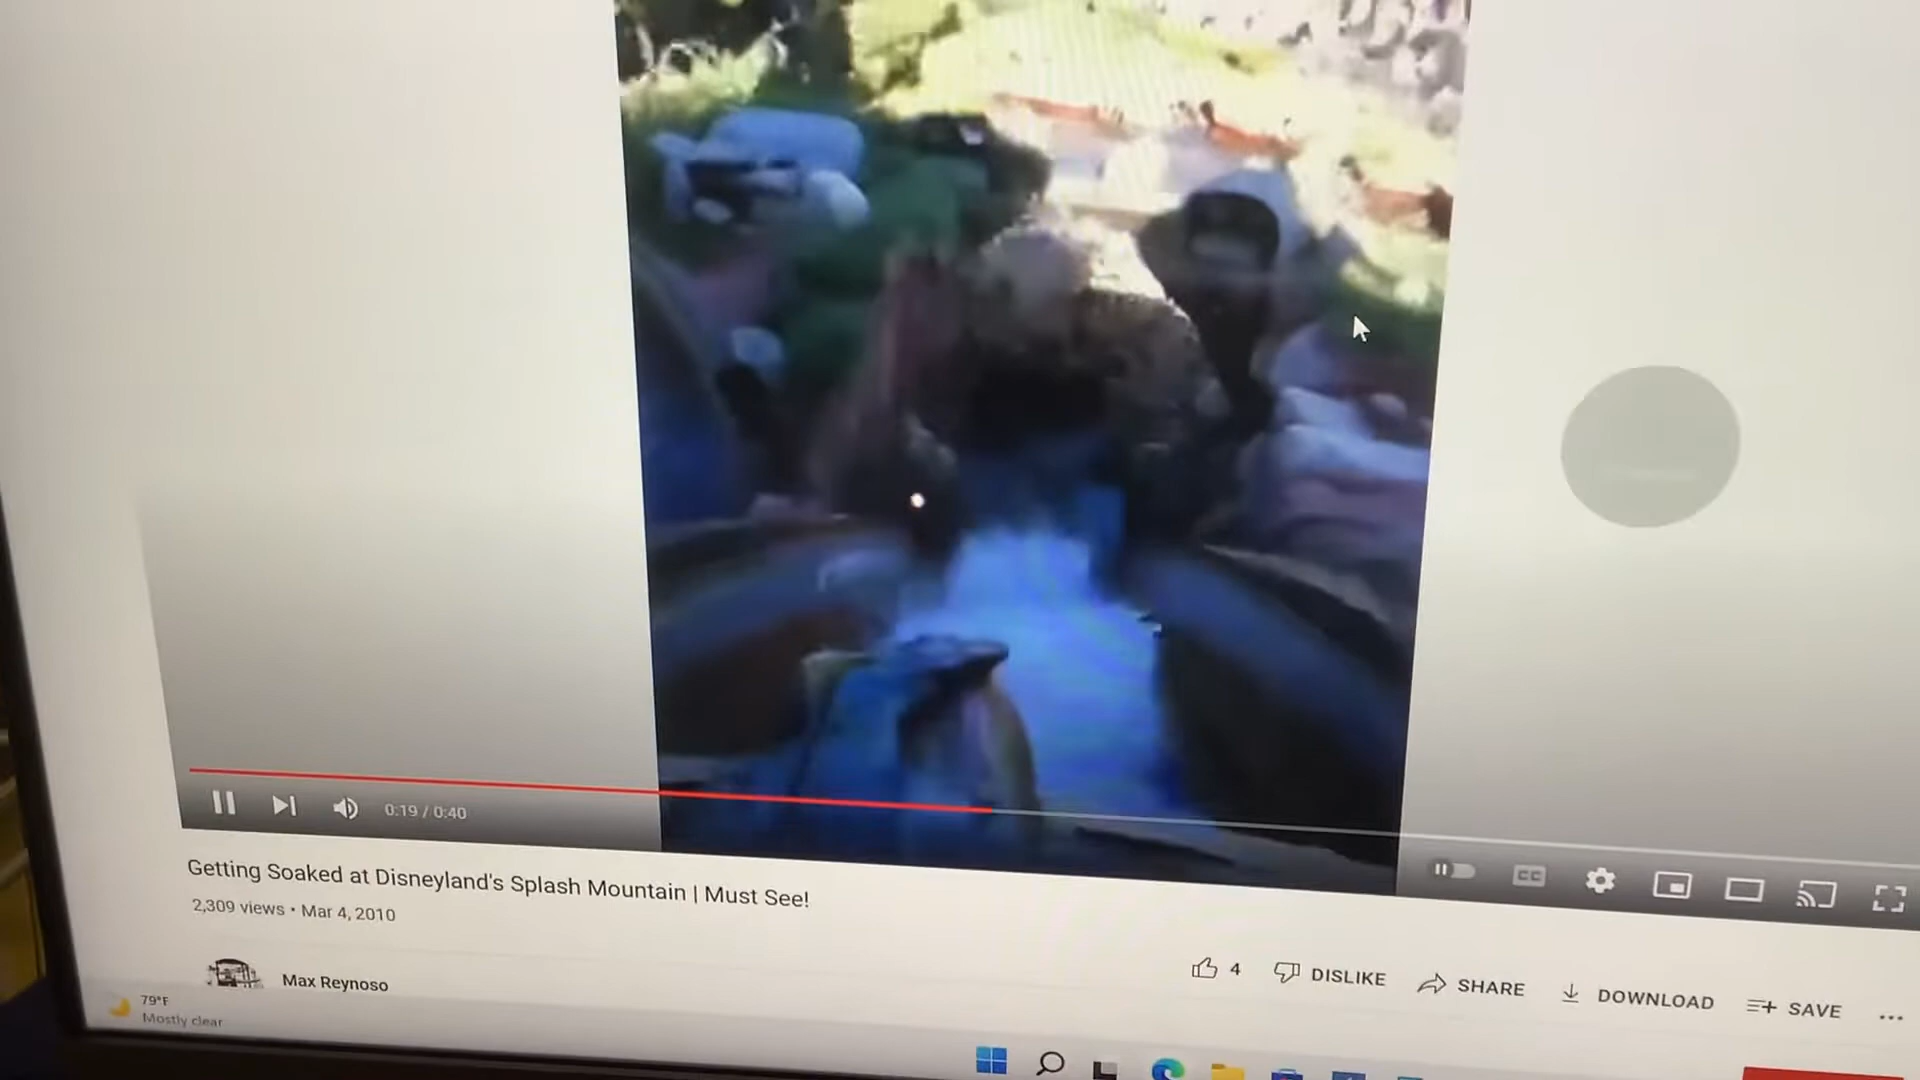 0:19 / 0:40
CC
Getting Soaked at Disneyland's Splash Mountain | Must See!
2,309 views • Mar 4, 2010
4 DISLIKE SHARE DOWNLOAD SAVE ...
Max Reynoso
79°F
Mostly clear